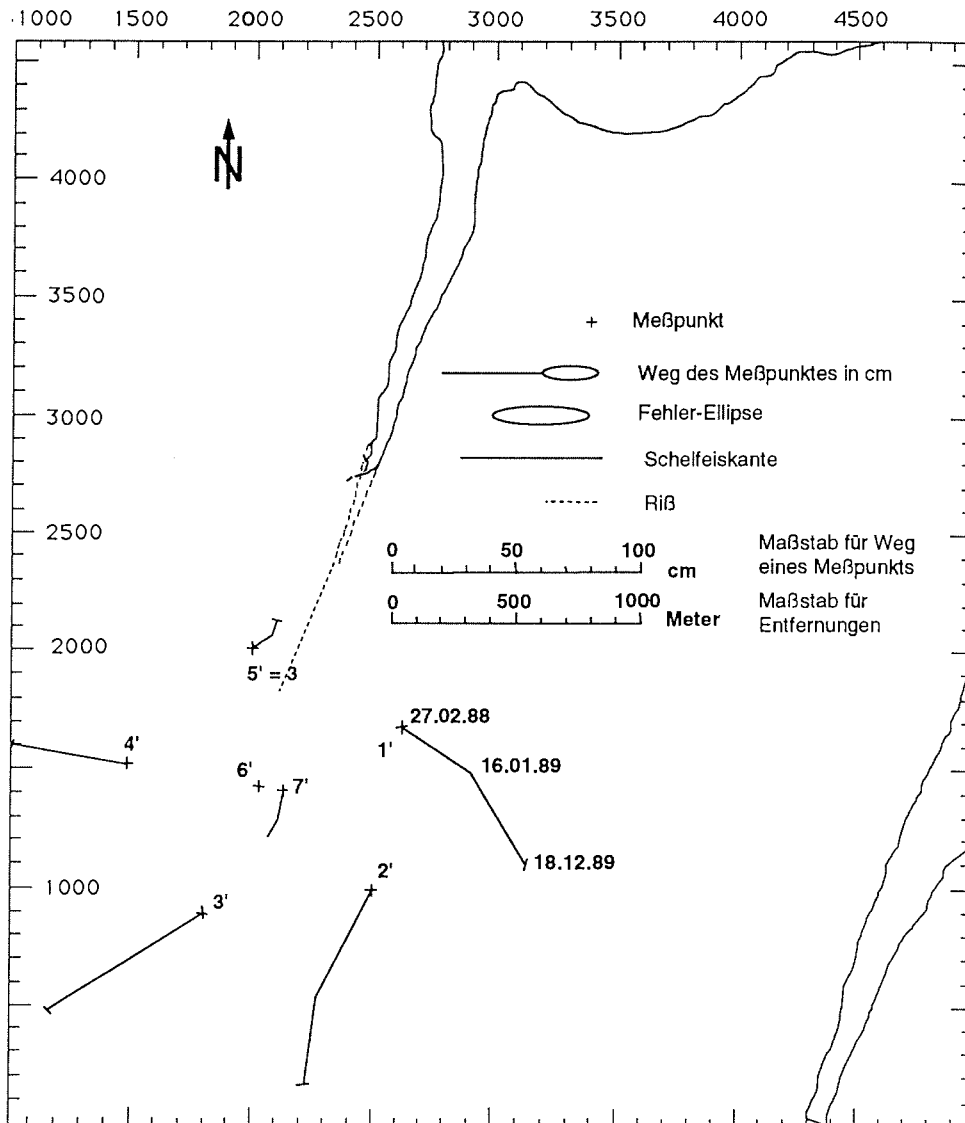 1000 1500 2000 2500 3000 3500 4000 4500
N
4000
3500
3000
2500
2000
1000
Meßpunkt
Weg des Meßpunktes in cm
Fehler-Ellipse
Schelfeiskante
Riß
0 50 100 cm
Maßstab für Weg
eines Meßpunkts
0 500 1000 Meter
Maßstab für
Entfernungen
5' = 3
27.02.88
1'
16.01.89
18.12.89
4'
6'
7'
2'
3'